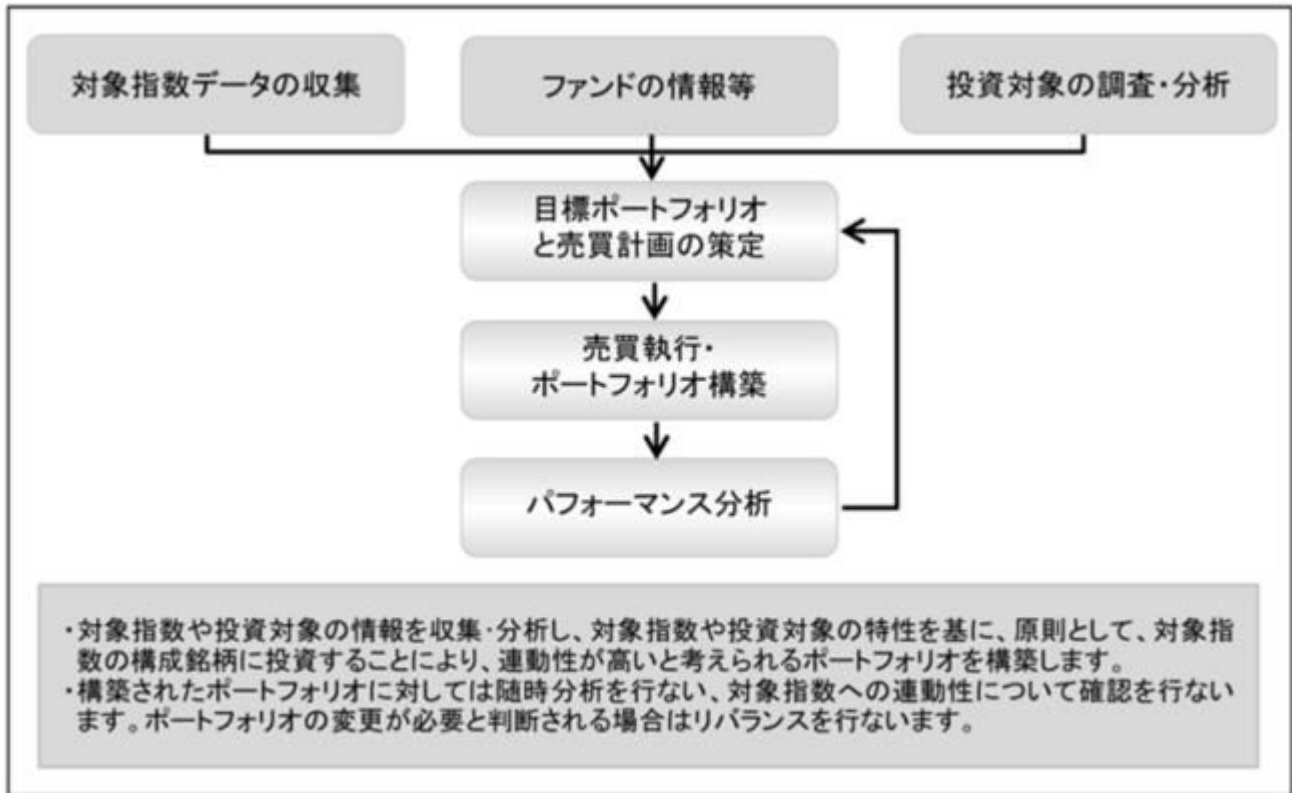 対象指数データの収集
ファンドの情報等
投資対象の調査・分析
目標ポートフォリオ
と売買計画の策定
売買執行・
ポートフォリオ構築
パフォーマンス分析
・対象指数や投資対象の情報を収集・分析し、対象指数や投資対象の特性を基に、原則として、対象指
数の構成銘柄に投資することにより、連動性が高いと考えられるポートフォリオを構築します。
・構築されたポートフォリオに対しては随時分析を行ない、対象指数への連動性について確認を行ない
ます。ポートフォリオの変更が必要と判断される場合はリバランスを行ないます。